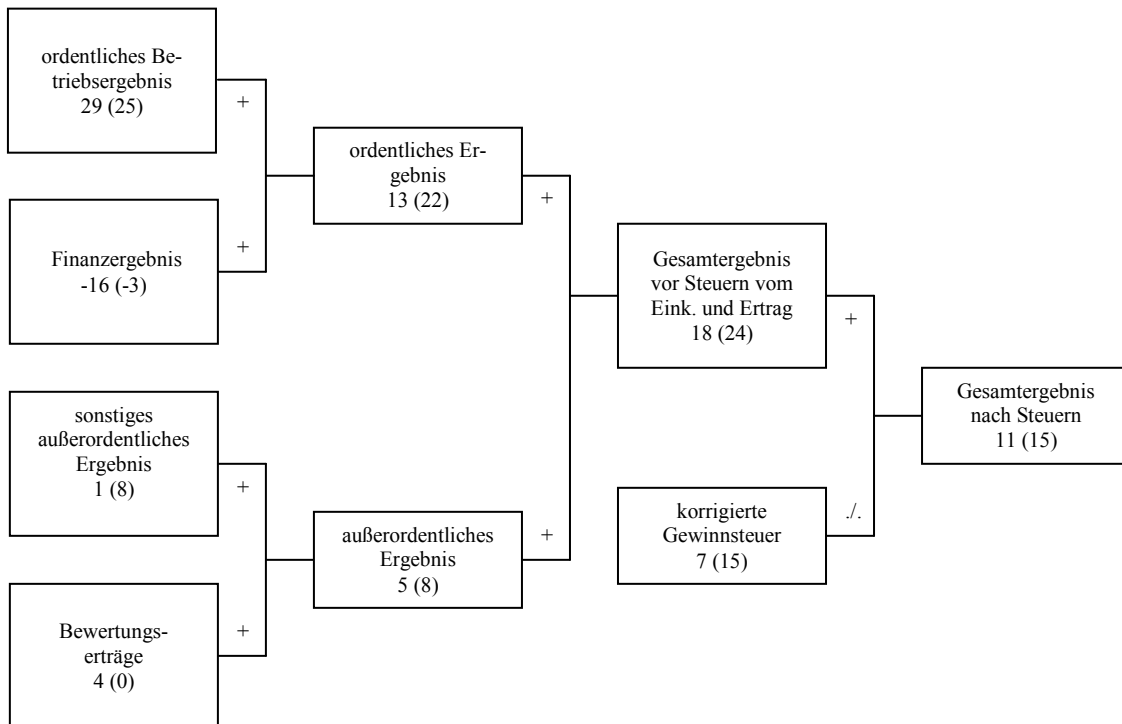 ordentliches Be-
triebsergebnis
29 (25)
+
Finanzergebnis
-16 (-3)
+
ordentliches Er-
gebnis
13 (22)
+
sonstiges
außerordentliches
Ergebnis
1 (8)
+
Bewertungs-
erträge
4 (0)
+
außerordentliches
Ergebnis
5 (8)
+
Gesamtergebnis
vor Steuern vom
Eink. und Ertrag
18 (24)
+
korrigierte
Gewinnsteuer
7 (15)
./.
Gesamtergebnis
nach Steuern
11 (15)